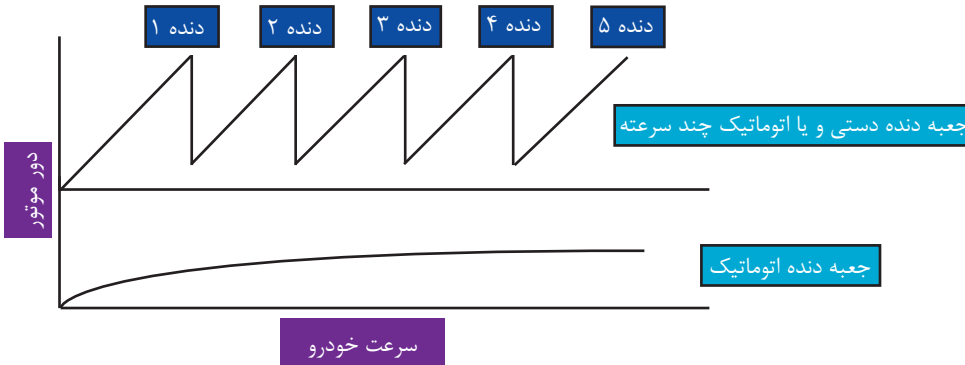 دنده ۱
دنده ۲
دنده ۳
دنده ۴
دنده ۵
جعبه دنده دستی و یا اتوماتیک چند سرعته
دور موتور
جعبه دنده اتوماتیک
سرعت خودرو